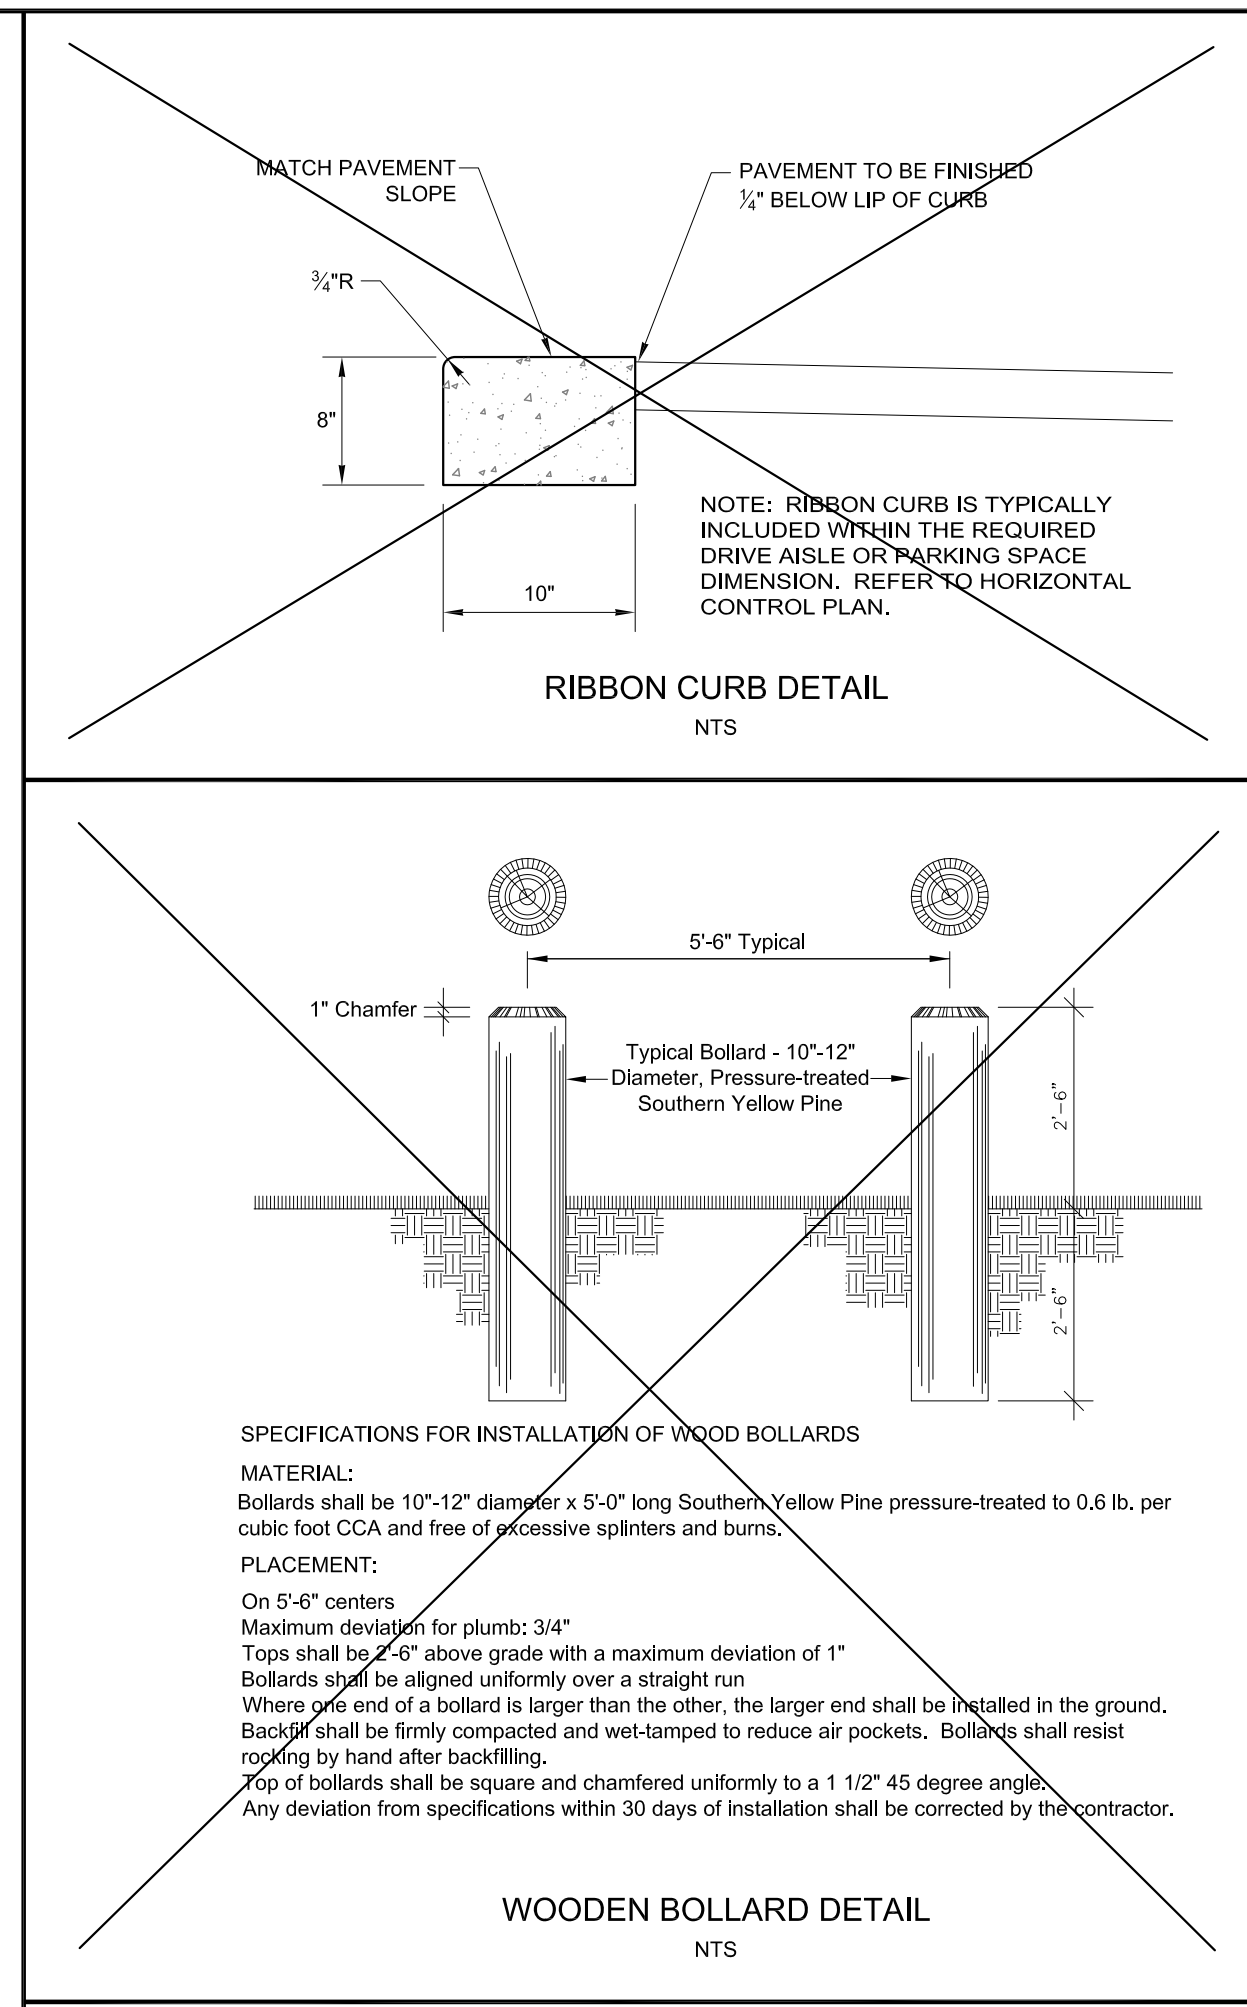 MATCH PAVEMENT
SLOPE
PAVEMENT TO BE FINISHED
¼" BELOW LIP OF CURB
¾"R
8"
10"
NOTE: RIBBON CURB IS TYPICALLY
INCLUDED WITHIN THE REQUIRED
DRIVE AISLE OR PARKING SPACE
DIMENSION. REFER TO HORIZONTAL
CONTROL PLAN.
RIBBON CURB DETAIL
NTS
5'-6" Typical
1" Chamfer
Typical Bollard - 10"-12"
Diameter, Pressure-treated
Southern Yellow Pine
2'-6"
2'-6"
SPECIFICATIONS FOR INSTALLATION OF WOOD BOLLARDS
MATERIAL:
Bollards shall be 10"-12" diameter x 5'-0" long Southern Yellow Pine pressure-treated to 0.6 lb. per
cubic foot CCA and free of excessive splinters and burns.
PLACEMENT:
On 5'-6" centers
Maximum deviation for plumb: 3/4"
Tops shall be 2'-6" above grade with a maximum deviation of 1"
Bollards shall be aligned uniformly over a straight run
Where one end of a bollard is larger than the other, the larger end shall be installed in the ground.
Backfill shall be firmly compacted and wet-tamped to reduce air pockets. Bollards shall resist
rocking by hand after backfilling.
Top of bollards shall be square and chamfered uniformly to a 1 1/2" 45 degree angle.
Any deviation from specifications within 30 days of installation shall be corrected by the contractor.
WOODEN BOLLARD DETAIL
NTS